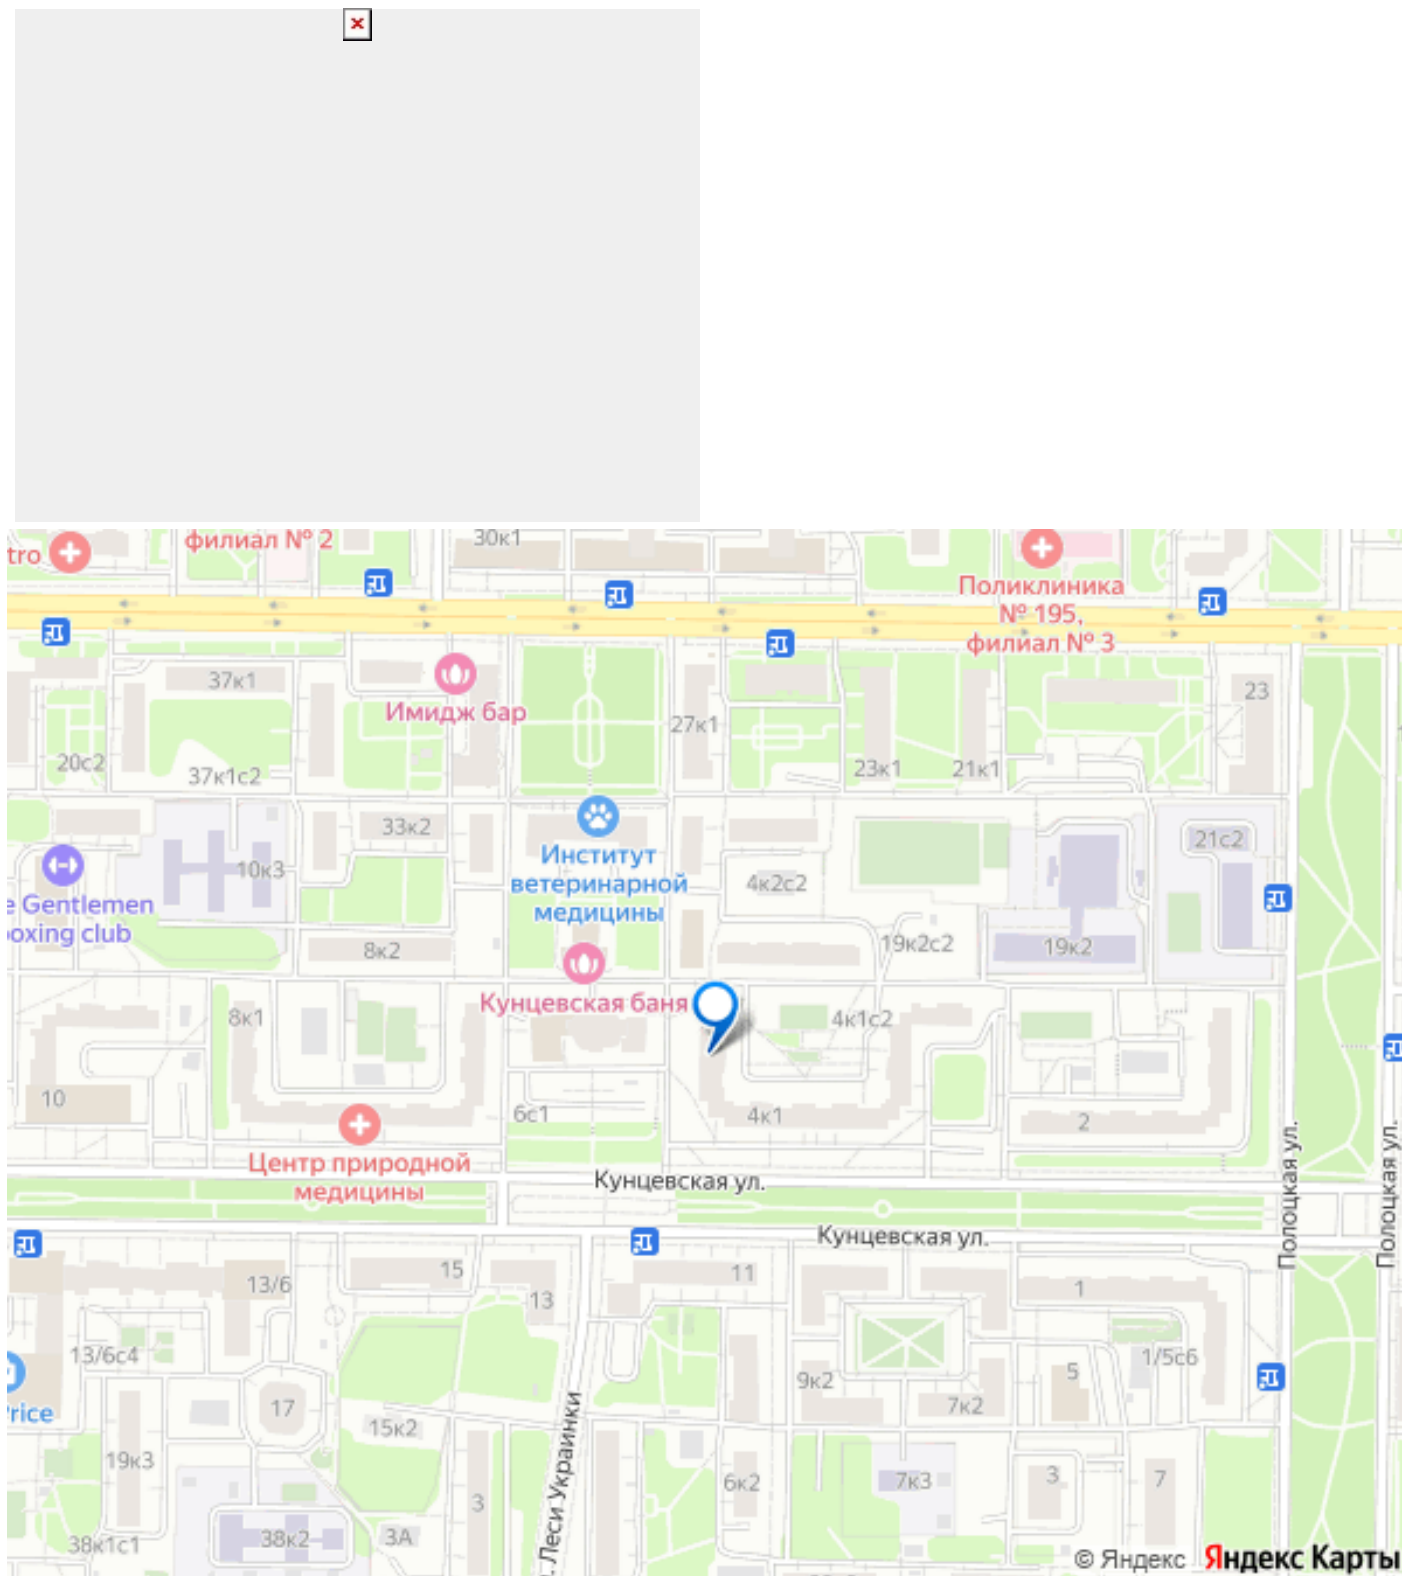 tro
филиал № 2
30к1
Поликлиника
№ 195,
филиал № 3
37к1
Имидж бар
27к1
23
20с2
37к1с2
23к1
21к1
33к2
10к3
Институт
ветеринарной
медицины
4к2с2
21с2
e Gentlemen
oxing club
8к2
19к2с2
19к2
Кунцевская баня
8к1
4к1с2
10
6с1
4к1
2
Центр природной
медицины
Кунцевская ул.
Кунцевская ул.
Полоцкая ул.
Полоцкая ул.
13/6
15
13
11
1
13/6с4
1/5с6
rice
17
9к2
5
7к2
15к2
19к3
6к2
7к3
3
7
3
38к1с1
38к2
3А
. Леси Украинки
© Яндекс Яндекс Карты